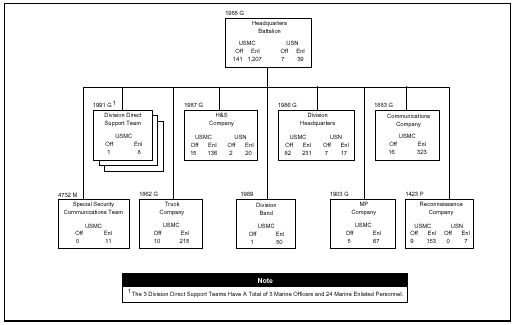 1988 G
Headquarters
Battalion
USMC USN
Off Enl Off Enl
141 1,207 7 39
1991 G 1
Division Direct
Support Team
USMC
Off Enl
1 8
1987 G
H&S
Company
USMC USN
Off Enl Off Enl
15 136 2 20
1986 G
Division
Headquarters
USMC USN
Off Enl Off Enl
82 231 7 17
1883 G
Communications
Company
USMC
Off Enl
16 323
4732 M
Special Security
Communications Team
USMC
Off Enl
0 11
1862 G
Truck
Company
USMC
Off Enl
10 215
1989
Division
Band
USMC
Off Enl
1 50
1903 G
MP
Company
USMC
Off Enl
5 67
1423 P
Reconnaissance
Company
USMC USN
Off Enl Off Enl
9 153 0 7
Note
1 The 3 Division Direct Support Teams Have A Total of 3 Marine Officers and 24 Marine Enlisted Personnel.